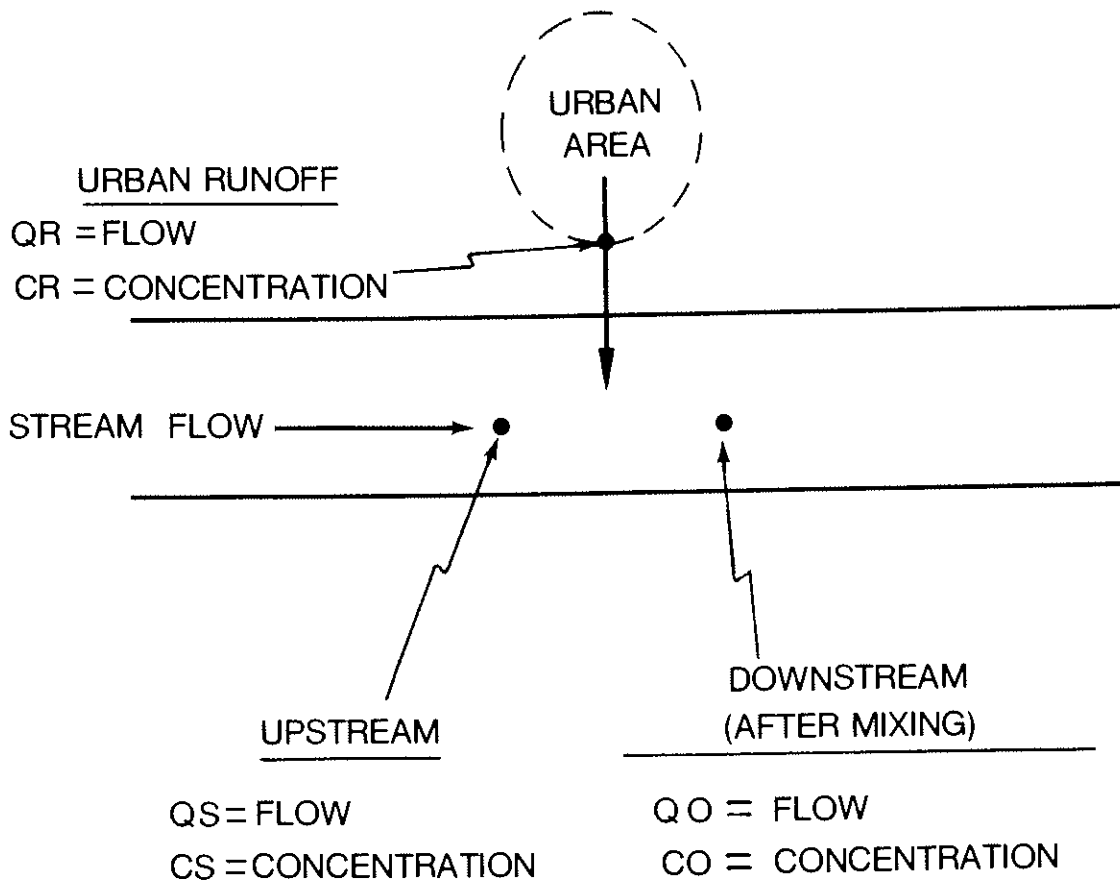 URBAN
AREA
URBAN RUNOFF
QR = FLOW
CR = CONCENTRATION
STREAM FLOW
UPSTREAM
QS = FLOW
CS = CONCENTRATION
DOWNSTREAM
(AFTER MIXING)
QO = FLOW
CO = CONCENTRATION